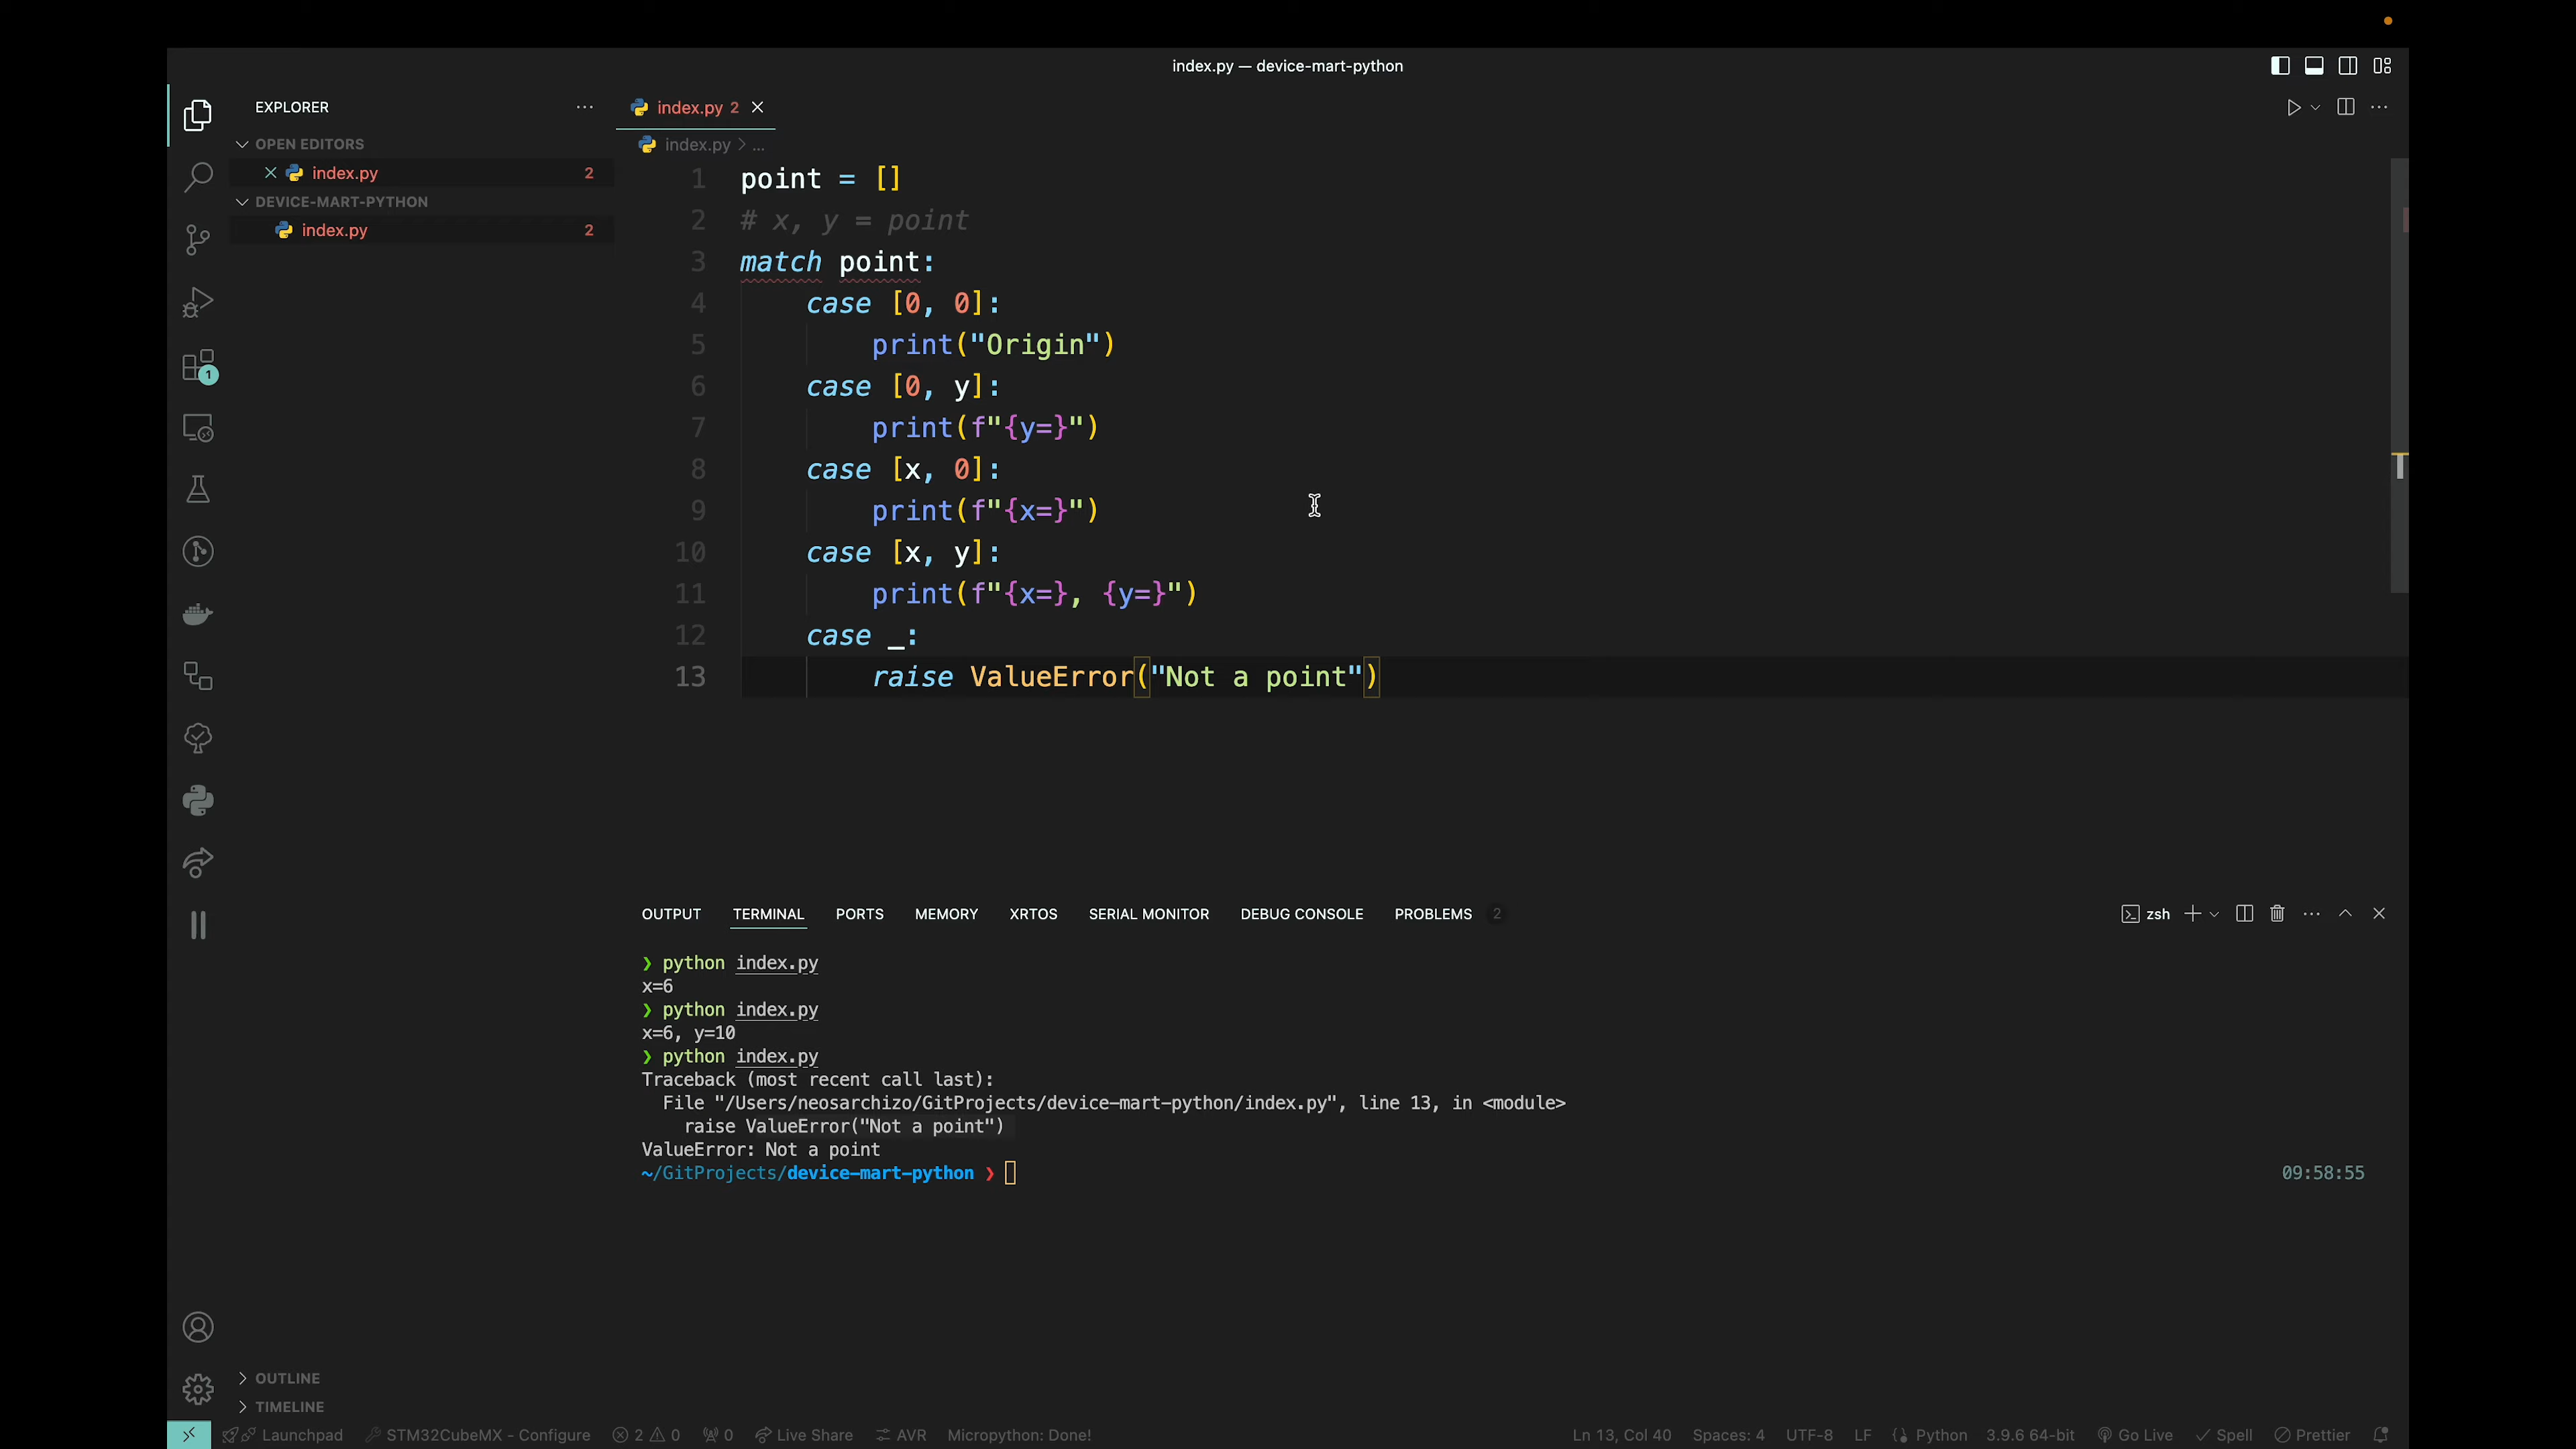 index.py — device-mart-python
EXPLORER
OPEN EDITORS
index.py 2
DEVICE-MART-PYTHON
index.py 2
1
index.py 2
index.py > ...
1 point = []
2 # x, y = point
3 match point:
4 case [0, 0]:
5 print("Origin")
6 case [0, y]:
7 print(f"{y=}")
8 case [x, 0]:
9 print(f"{x=}")
10 case [x, y]:
11 print(f"{x=}, {y=}")
12 case _:
13 raise ValueError("Not a point")
OUTPUT TERMINAL PORTS MEMORY XRTOS SERIAL MONITOR DEBUG CONSOLE PROBLEMS 2
zsh
❯ python index.py
x=6
❯ python index.py
x=6, y=10
❯ python index.py
Traceback (most recent call last):
File "/Users/neosarchizo/GitProjects/device-mart-python/index.py", line 13, in <module>
raise ValueError("Not a point")
ValueError: Not a point
~/GitProjects/device-mart-python ❯ 09:58:55
OUTLINE
TIMELINE
Launchpad STM32CubeMX - Configure 2 0 0 Live Share AVR Micropython: Done! Ln 13, Col 40 Spaces: 4 UTF-8 LF Python 3.9.6 64-bit Go Live Spell Prettier